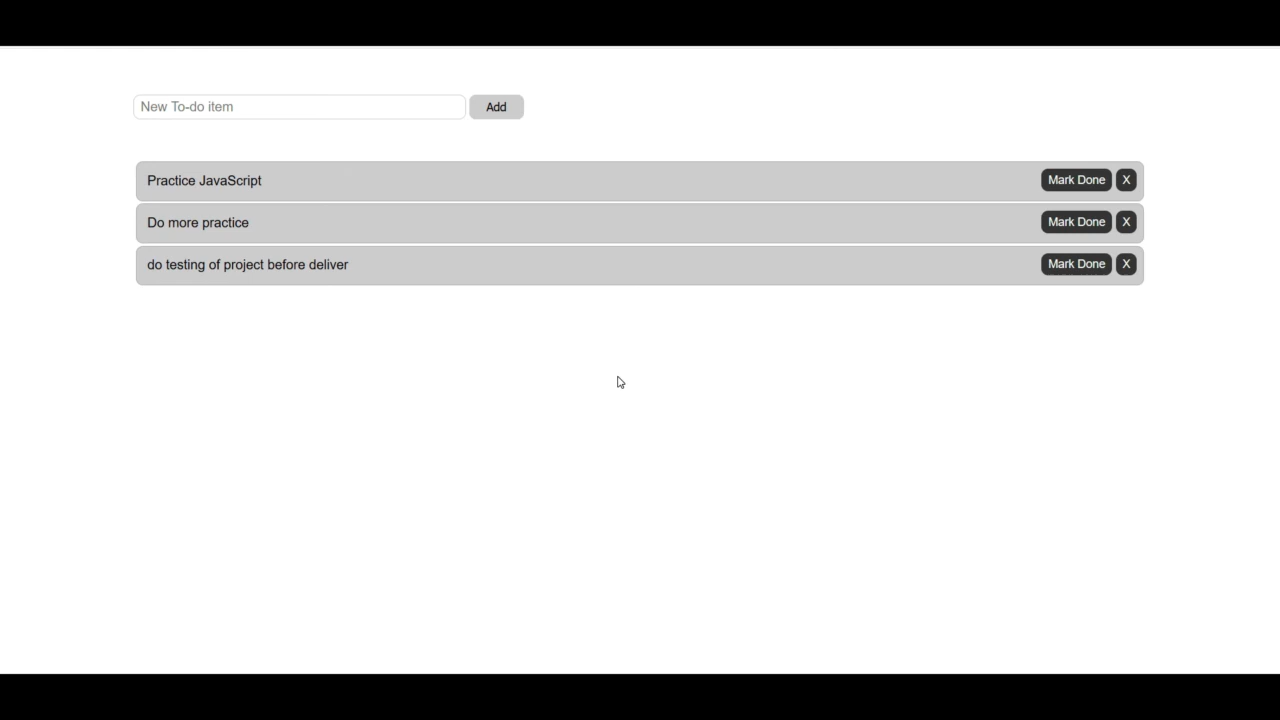 New To-do item Add
Practice JavaScript Mark Done X
Do more practice Mark Done X
do testing of project before deliver Mark Done X